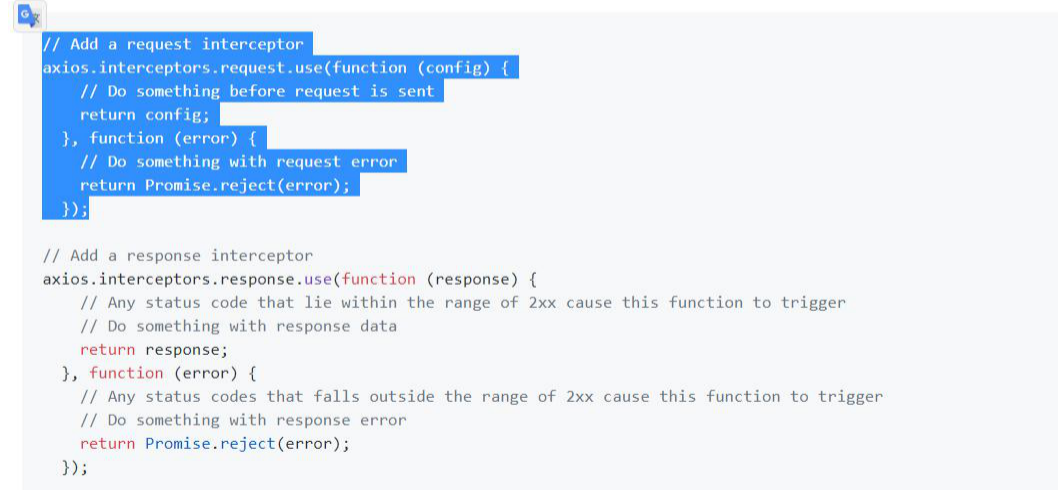 // Add a request interceptor
axios.interceptors.request.use(function (config) {
    // Do something before request is sent
    return config;
  }, function (error) {
    // Do something with request error
    return Promise.reject(error);
  });

// Add a response interceptor
axios.interceptors.response.use(function (response) {
    // Any status code that lie within the range of 2xx cause this function to trigger
    // Do something with response data
    return response;
  }, function (error) {
    // Any status codes that falls outside the range of 2xx cause this function to trigger
    // Do something with response error
    return Promise.reject(error);
  });